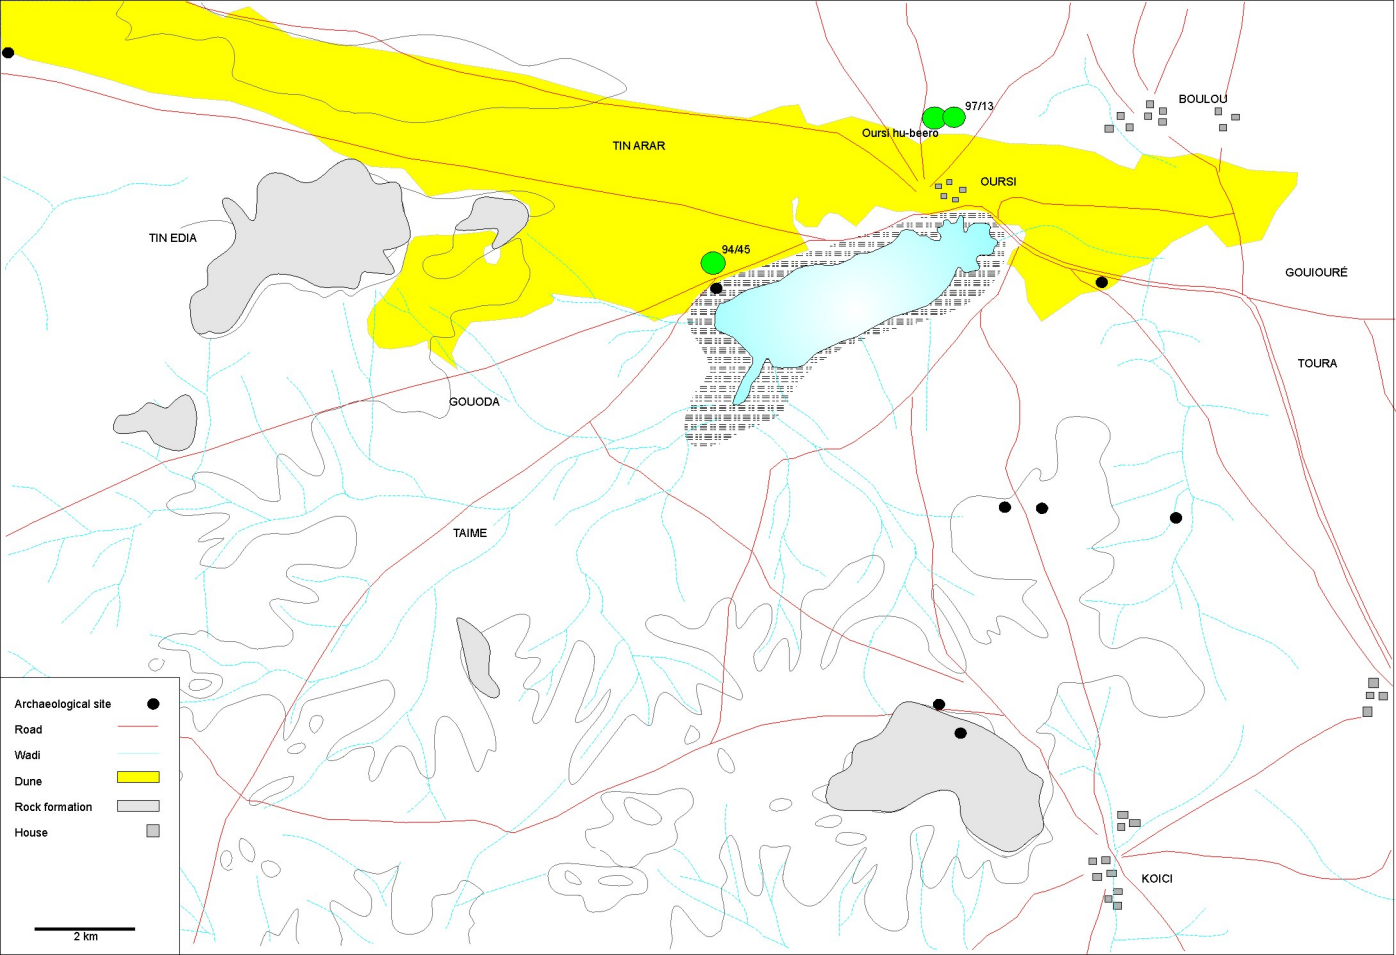 97/13
BOULOU
Oursi hu-beero
TIN ARAR
OURSI
TIN EDIA
94/45
GOUIOURÉ
TOURA
GOUODA
TAIME
Archaeological site
Road
Wadi
Dune
Rock formation
House
KOICI
2 km